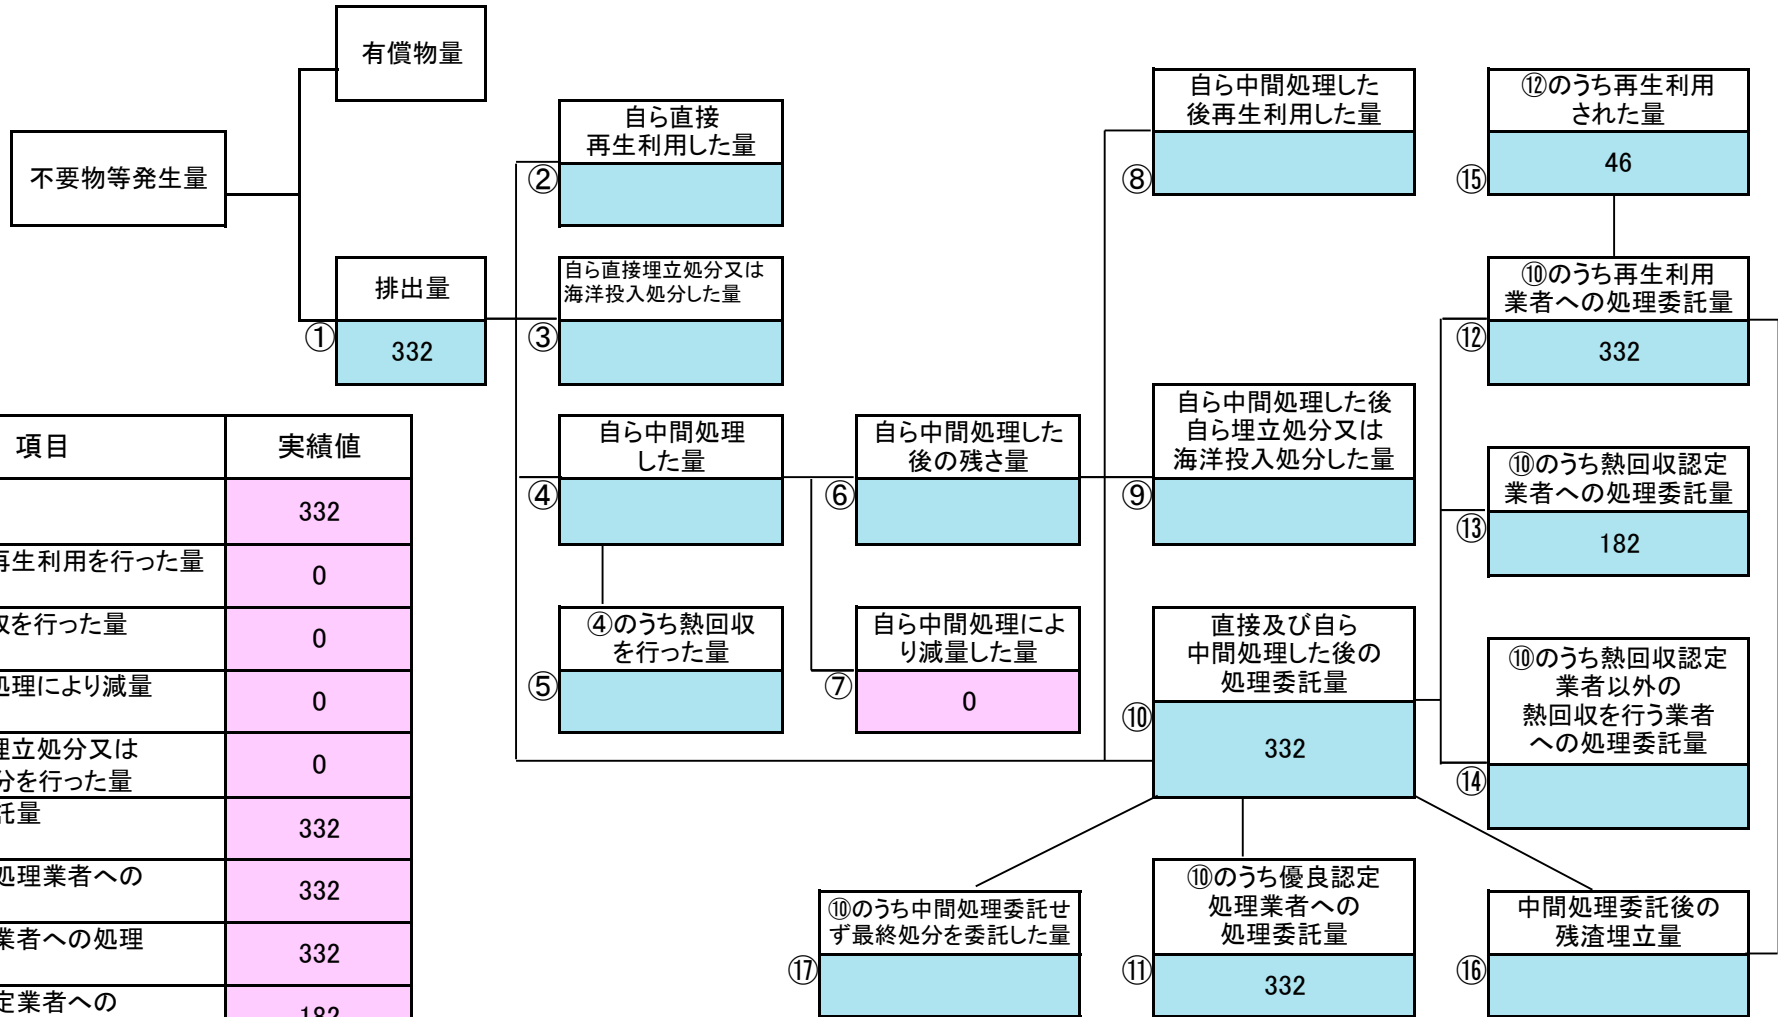 有償物量
不要物等発生量
排出量
①
332
自ら直接
再生利用した量
②
自ら直接埋立処分又は
海洋投入処分した量
③
自ら中間処理
した量
④
④のうち熱回収
を行った量
⑤
自ら中間処理した
後の残さ量
⑥
自ら中間処理によ
り減量した量
⑦
0
自ら中間処理した
後再生利用した量
⑧
自ら中間処理した後
自ら埋立処分又は
海洋投入処分した量
⑨
直接及び自ら
中間処理した後の
処理委託量
⑩
332
⑫のうち再生利用
された量
⑮
46
⑩のうち再生利用
業者への処理委託量
⑫
332
⑩のうち熱回収認定
業者への処理委託量
⑬
182
⑩のうち熱回収認定
業者以外の
熱回収を行う業者
への処理委託量
⑭
⑩のうち中間処理委託せ
ず最終処分を委託した量
⑰
⑩のうち優良認定
処理業者への
処理委託量
⑪
332
中間処理委託後の
残渣埋立量
⑯
項目
実績値
332
再生利用を行った量
0
収を行った量
0
処理により減量
0
埋立処分又は
分を行った量
0
託量
332
処理業者への
332
業者への処理
332
定業者への
182